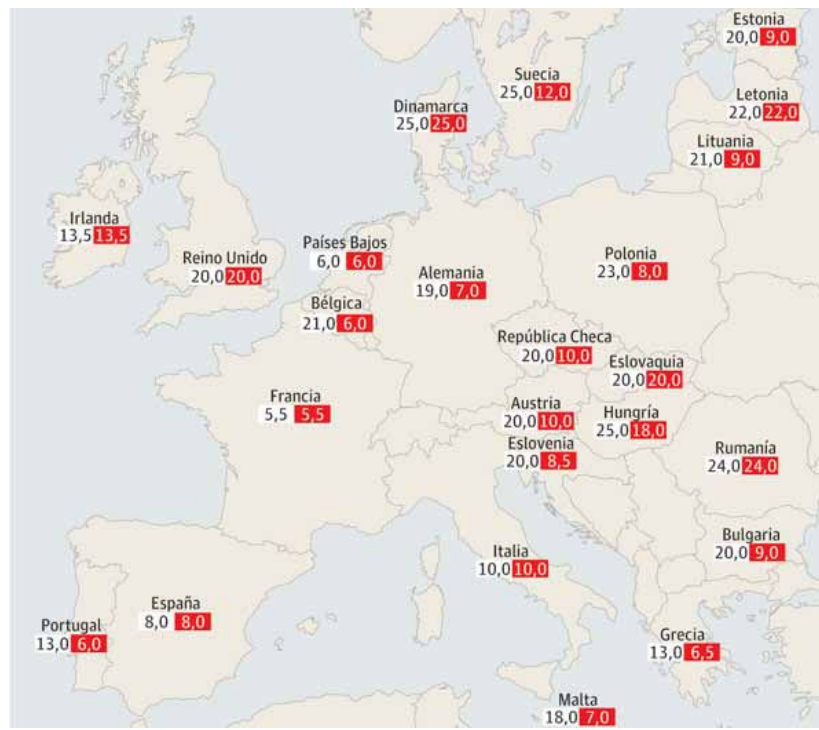 Estonia
20,0 9,0
Suecia
25,0 12,0
Letonia
22,0 22,0
Dinamarca
25,0 25,0
Lituania
21,0 9,0
Irlanda
13,5 13,5
Reino Unido
20,0 20,0
Países Bajos
6,0 6,0
Alemania
19,0 7,0
Polonia
23,0 8,0
Bélgica
21,0 6,0
República Checa
20,0 10,0
Eslovaquia
20,0 20,0
Francia
5,5 5,5
Austria
20,0 10,0
Hungría
25,0 18,0
Eslovenia
20,0 8,5
Rumanía
24,0 24,0
Bulgaria
20,0 9,0
Italia
10,0 10,0
España
8,0 8,0
Portugal
13,0 6,0
Grecia
13,0 6,5
Malta
18,0 7,0